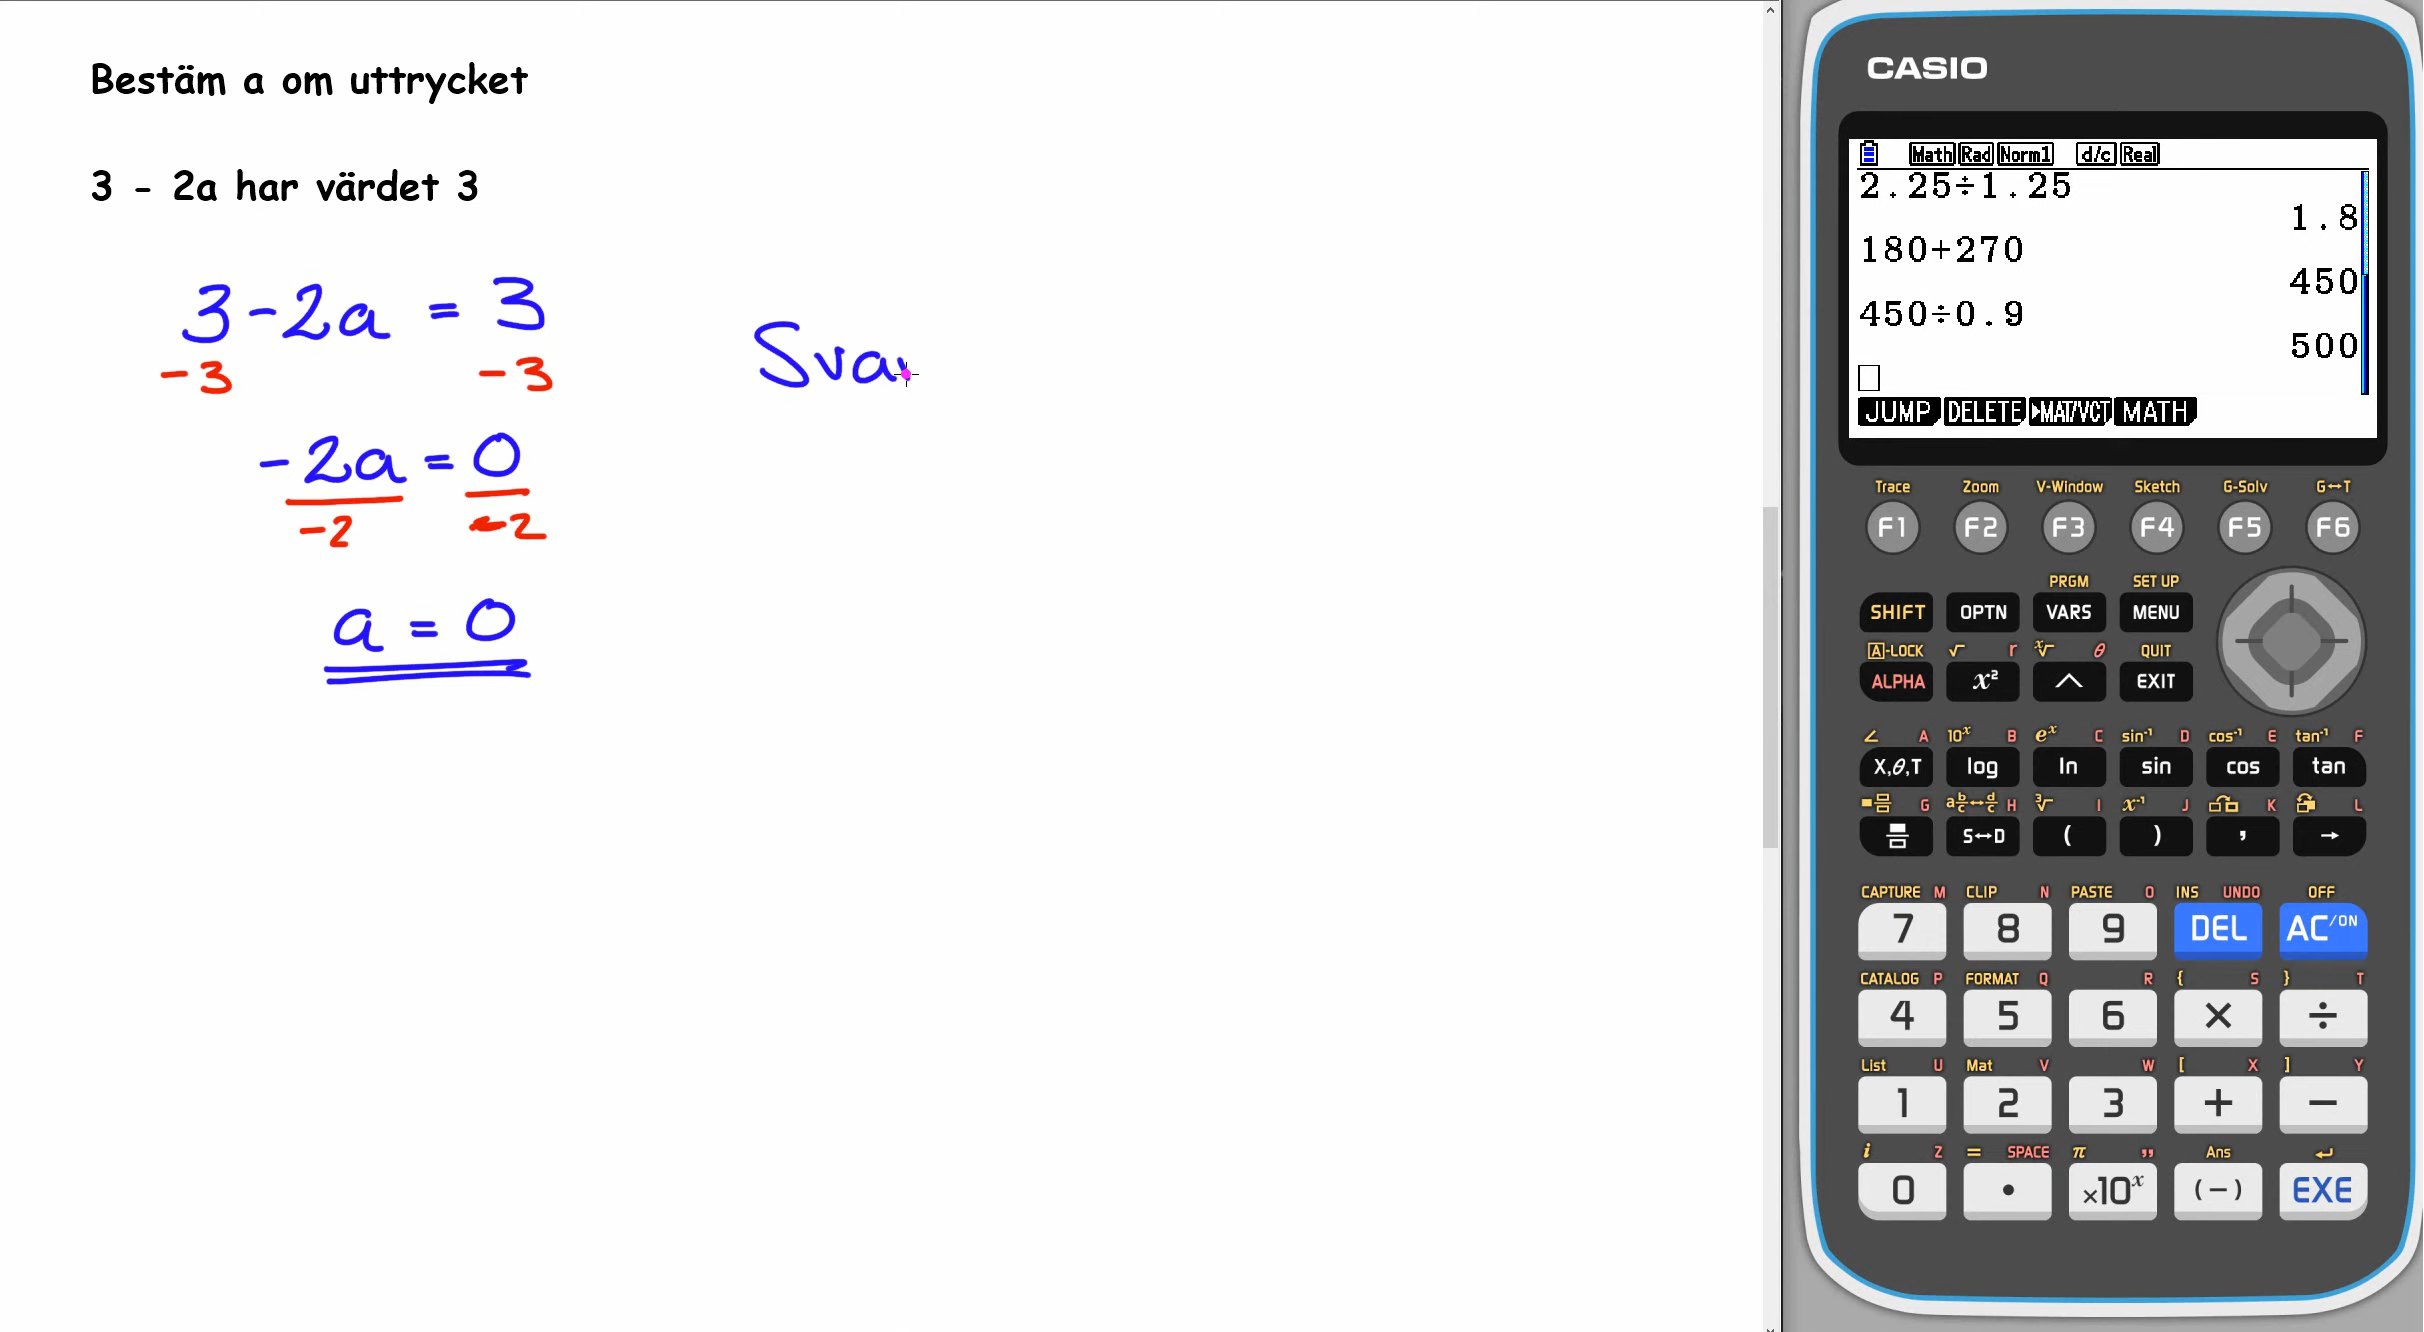 Bestäm a om uttrycket
3 - 2a har värdet 3
3 - 2a = 3
-3 -3
-2a = 0
-2 -2
a = 0
Svar
CASIO
Math Rad Norm1 d/c Real
2.25÷1.25
1.8
180+270
450
450÷0.9
500
JUMP DELETE ▸MAT/VCT MATH
Trace Zoom V-Window Sketch G-Solv G↔T
F1 F2 F3 F4 F5 F6
PRGM SET UP
SHIFT OPTN VARS MENU
A-LOCK √ r ˣ√ θ QUIT
ALPHA x² ^ EXIT
∠ A 10ˣ B eˣ C sin⁻¹ D cos⁻¹ E tan⁻¹ F
X,θ,T log ln sin cos tan
G a b/c↔d/c H ³√ I x⁻¹ J K L
S↔D ( ) , →
CAPTURE M CLIP N PASTE O INS UNDO OFF
7 8 9 DEL AC/ON
CATALOG P FORMAT Q R { S } T
4 5 6 × ÷
List U Mat V W [ X ] Y
1 2 3 + −
i Z = SPACE π " Ans ↵
0 • ×10ˣ (−) EXE